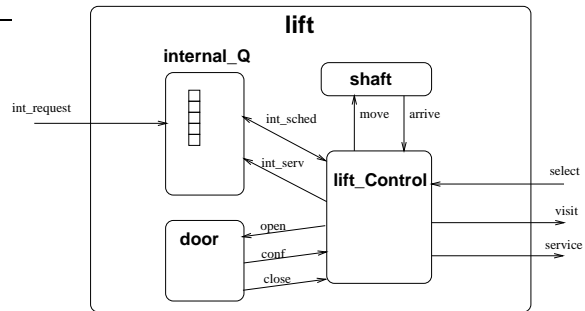 lift
internal_Q
shaft
int_request
int_sched
move
arrive
int_serv
lift_Control
select
visit
service
door
open
conf
close